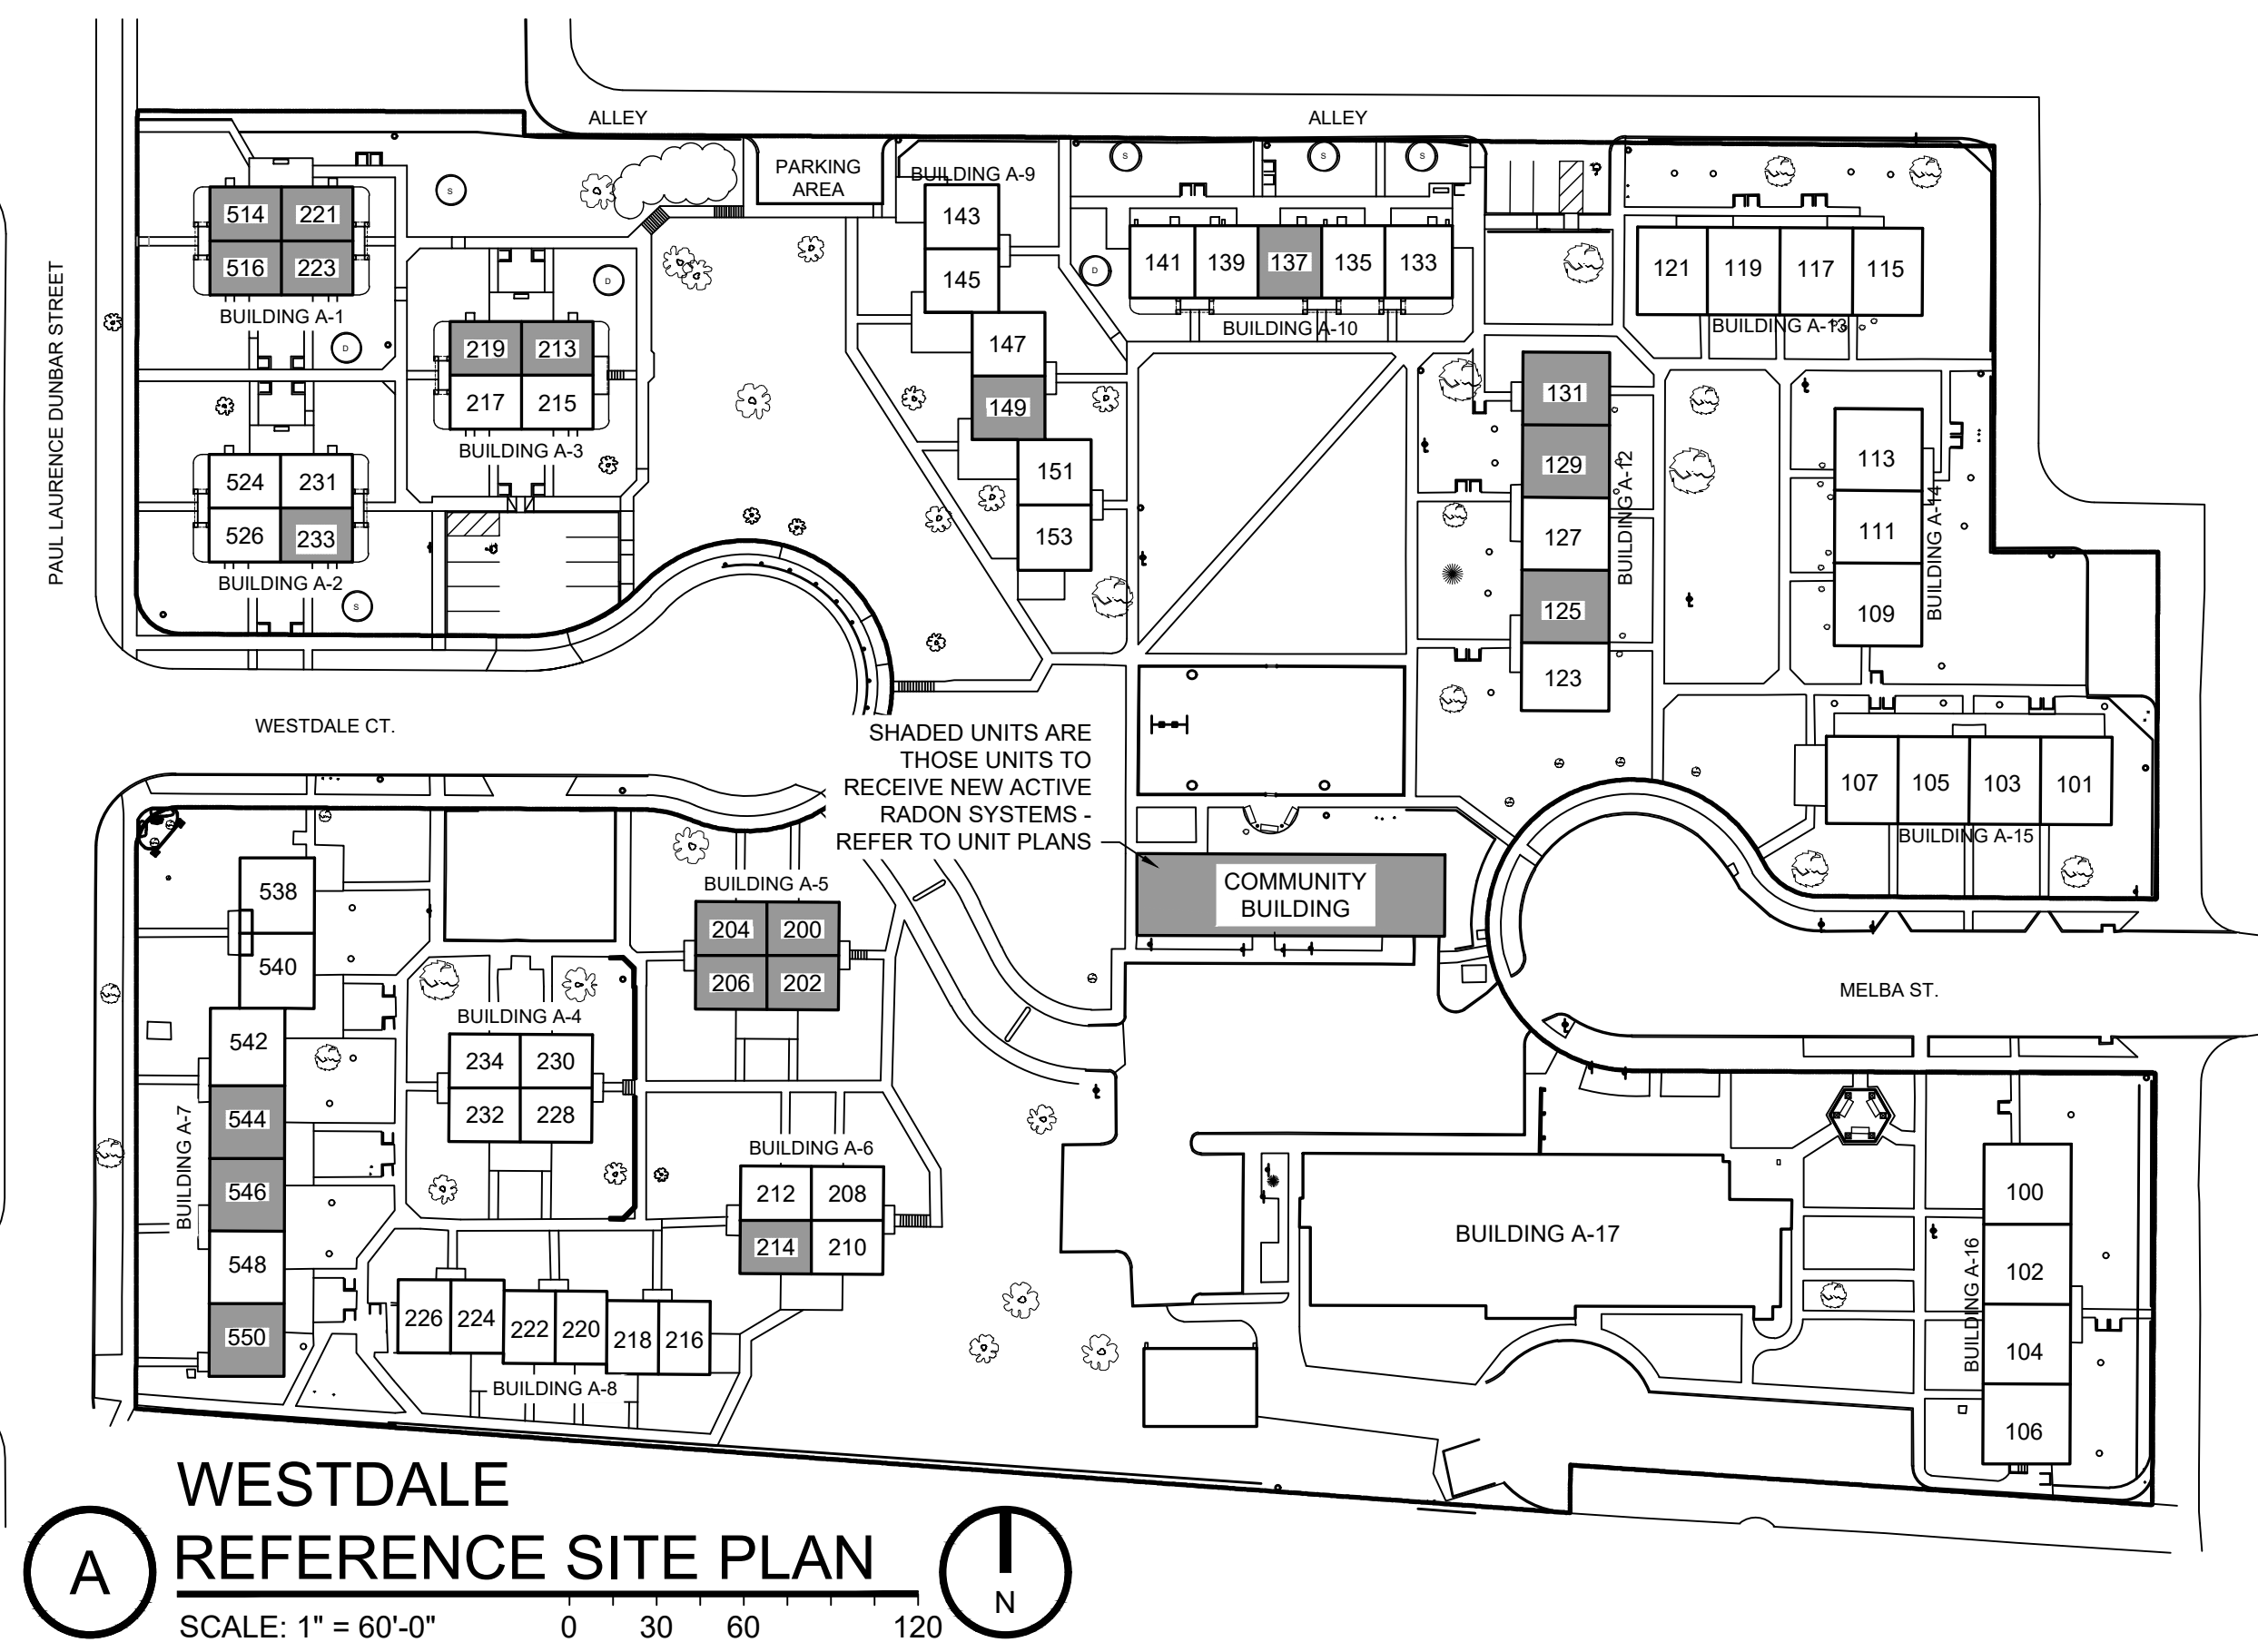 ALLEY
ALLEY
PARKING
AREA
PAUL LAURENCE DUNBAR STREET
514 221
516 223
BUILDING A-1
S
D
D
219 213
217 215
BUILDING A-3
524 231
526 233
BUILDING A-2
S
BUILDING A-9
143
145
147
149
151
153
S
S
S
D
141 139 137 135 133
BUILDING A-10
121 119 117 115
BUILDING A-13
131
129
127
125
123
BUILDING A-12
113
111
109
BUILDING A-14
107 105 103 101
BUILDING A-15
WESTDALE CT.
SHADED UNITS ARE
THOSE UNITS TO
RECEIVE NEW ACTIVE
RADON SYSTEMS -
REFER TO UNIT PLANS
COMMUNITY
BUILDING
MELBA ST.
538
540
542
544
546
548
550
BUILDING A-7
BUILDING A-5
204 200
206 202
BUILDING A-4
234 230
232 228
BUILDING A-6
212 208
214 210
226 224 222 220 218 216
BUILDING A-8
BUILDING A-17
100
102
104
106
BUILDING A-16
A
WESTDALE
REFERENCE SITE PLAN
SCALE: 1" = 60'-0"
0 30 60 120
N